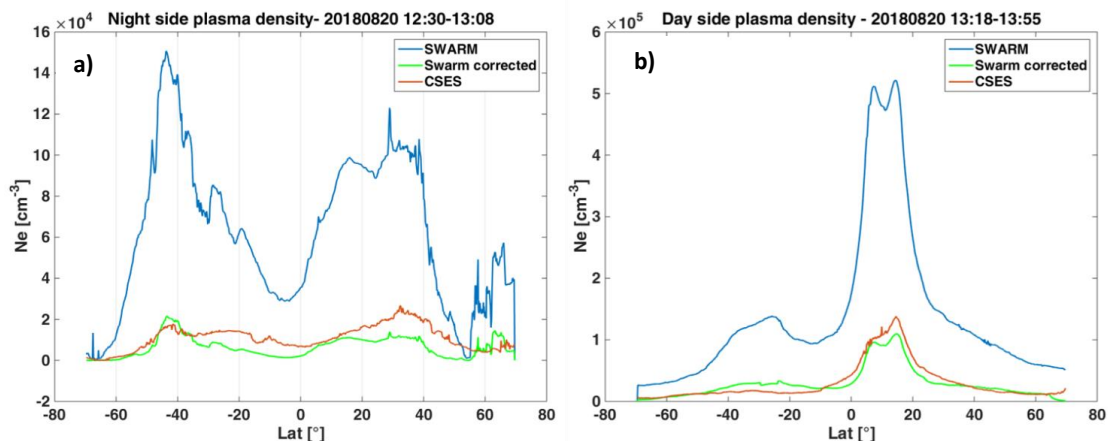 Night side plasma density- 20180820 12:30-13:08
16 ×10⁴
a)
SWARM
Swarm corrected
CSES
14
12
10
8
6
4
2
0
-2
Ne [cm⁻³]
-80 -60 -40 -20 0 20 40 60 80
Lat [°]
Day side plasma density - 20180820 13:18-13:55
6 ×10⁵
b)
SWARM
Swarm corrected
CSES
5
4
3
2
1
0
Ne [cm⁻³]
-80 -60 -40 -20 0 20 40 60 80
Lat [°]